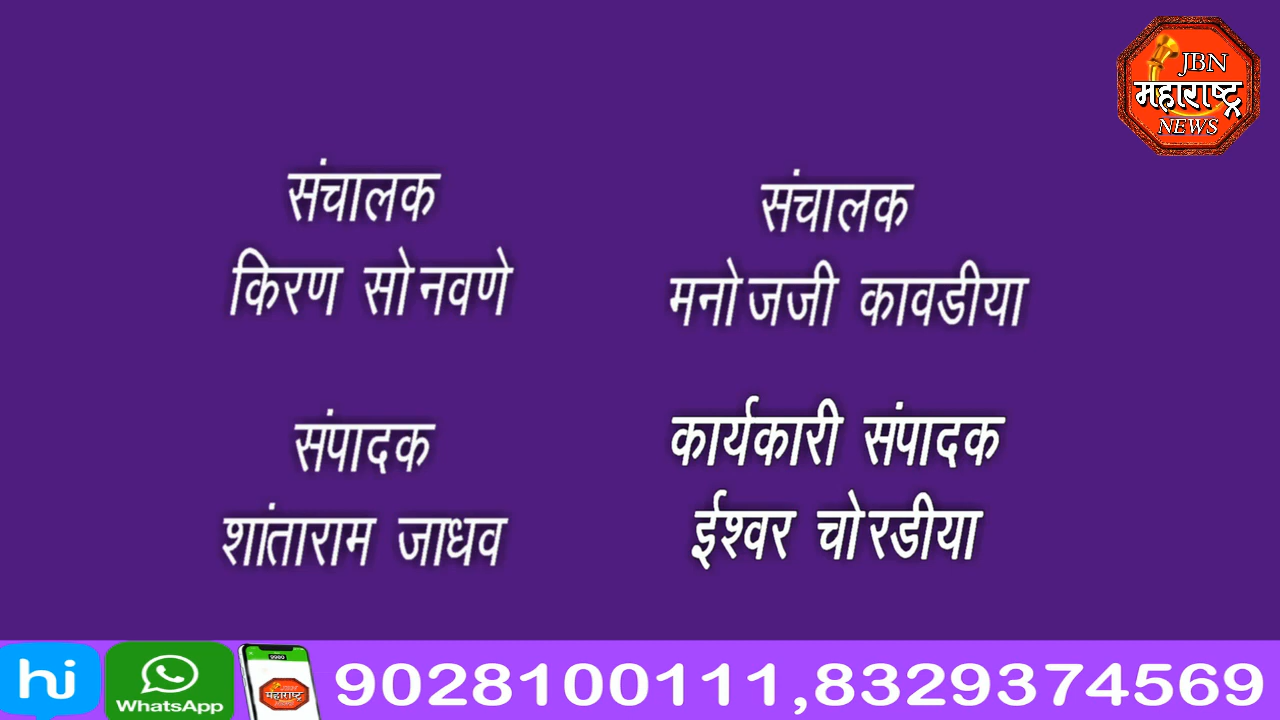 JBN
महाराष्ट्र
NEWS
संचालक
किरण सोनवणे
संचालक
मनोजजी कावडीया
संपादक
शांताराम जाधव
कार्यकारी संपादक
ईश्वर चोरडीया
hi
WhatsApp
महाराष्ट्र
9028100111,8329374569